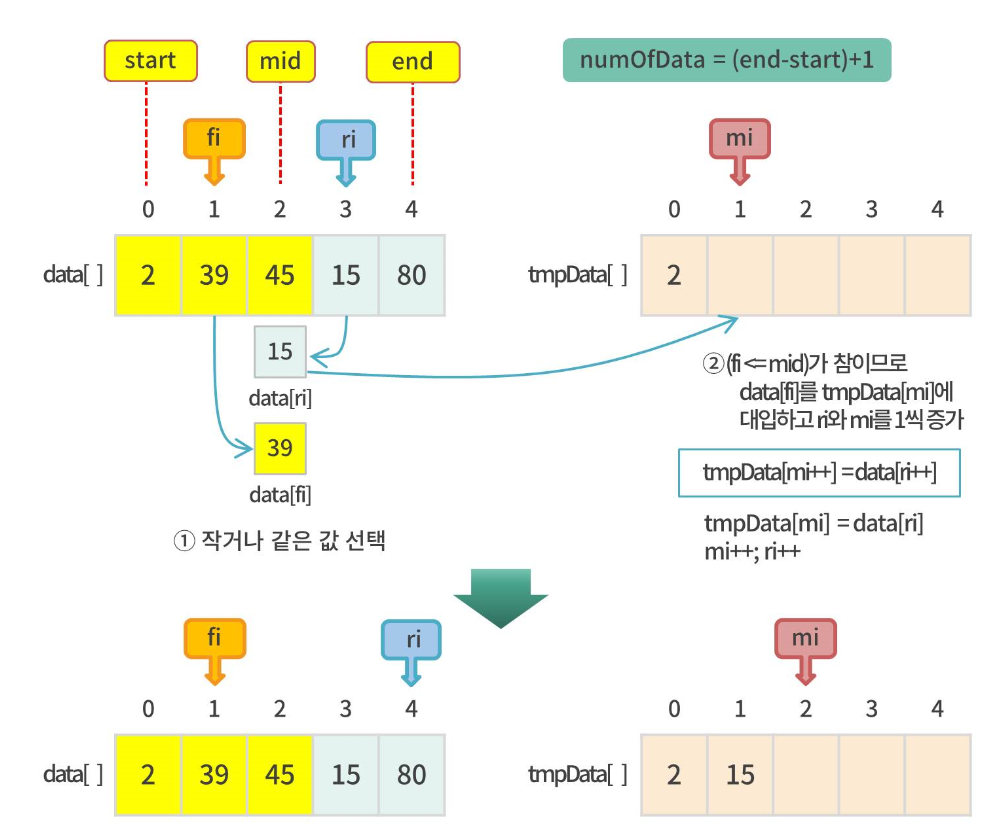 start mid end numOfData = (end-start)+1
fi ri mi
0 1 2 3 4 0 1 2 3 4
data[ ] 2 39 45 15 80 tmpData[ ] 2
15
data[ri]
39
data[fi]
① 작거나 같은 값 선택
②(fi <= mid)가 참이므로
data[fi]를 tmpData[mi]에
대입하고 ri와 mi를 1씩 증가
tmpData[mi++] = data[ri++]
tmpData[mi] = data[ri]
mi++; ri++
fi ri mi
0 1 2 3 4 0 1 2 3 4
data[ ] 2 39 45 15 80 tmpData[ ] 2 15